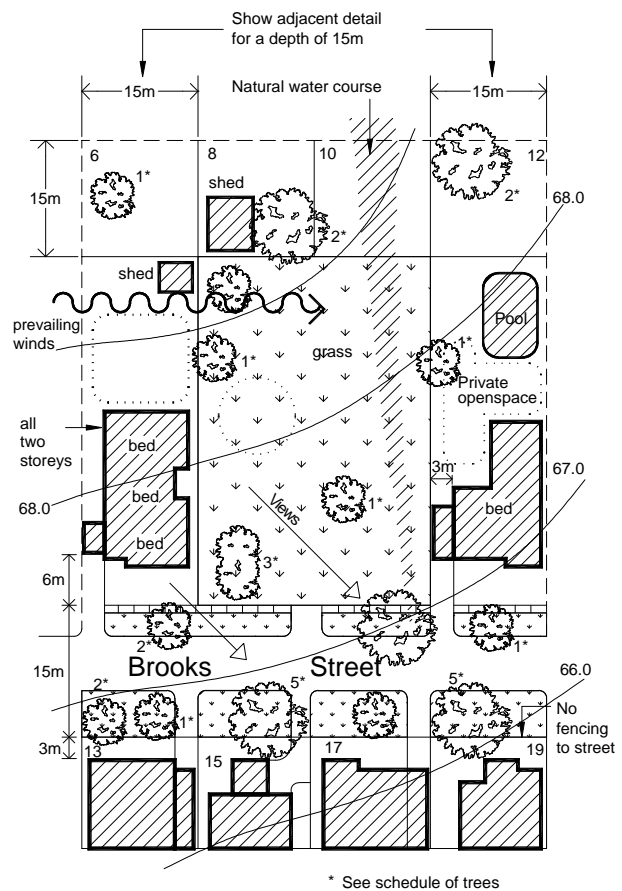 Show adjacent detail
for a depth of 15m
15m
Natural water course
15m
6
8
10
12
1*
shed
2*
2*
15m
68.0
shed
prevailing
winds
Pool
1*
grass
1*
Private
openspace
all
two
storeys
bed
bed
bed
3m
67.0
bed
68.0
1*
Views
3*
6m
2*
1*
15m
Brooks Street
66.0
2*
1*
5*
5*
No
fencing
to street
3m
13
15
17
19
* See schedule of trees